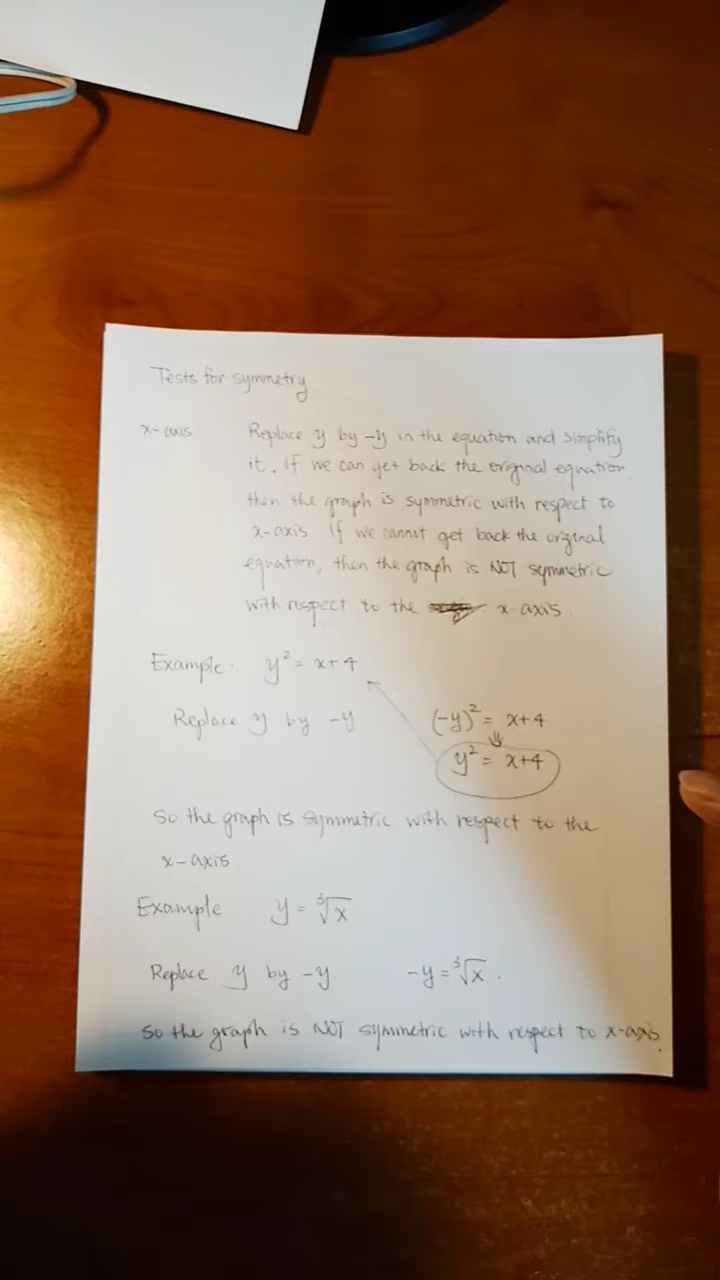 Tests for symmetry
x-axis Replace y by -y in the equation and simplify
it. If we can get back the original equation,
then the graph is symmetric with respect to
x-axis If we cannot get back the orginal
equation, then the graph is NOT symmetric
with respect to the x axis.
Example: y² = x+4
Replace y by -y (-y)² = x+4
y² = x+4
so the graph is symmetric with respect to the
x-axis.
Example y = ∛x
Replace y by -y -y = ∛x .
so the graph is NOT symmetric with respect to x-axis.